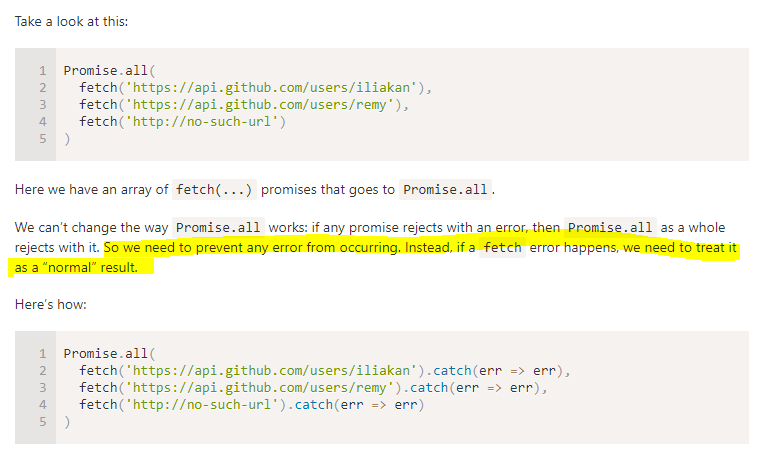 Take a look at this:
1 Promise.all(
2   fetch('https://api.github.com/users/iliakan'),
3   fetch('https://api.github.com/users/remy'),
4   fetch('http://no-such-url')
5 )
Here we have an array of fetch(...) promises that goes to Promise.all.
We can’t change the way Promise.all works: if any promise rejects with an error, then Promise.all as a whole
rejects with it. So we need to prevent any error from occurring. Instead, if a fetch error happens, we need to treat it
as a “normal” result.
Here’s how:
1 Promise.all(
2   fetch('https://api.github.com/users/iliakan').catch(err => err),
3   fetch('https://api.github.com/users/remy').catch(err => err),
4   fetch('http://no-such-url').catch(err => err)
5 )